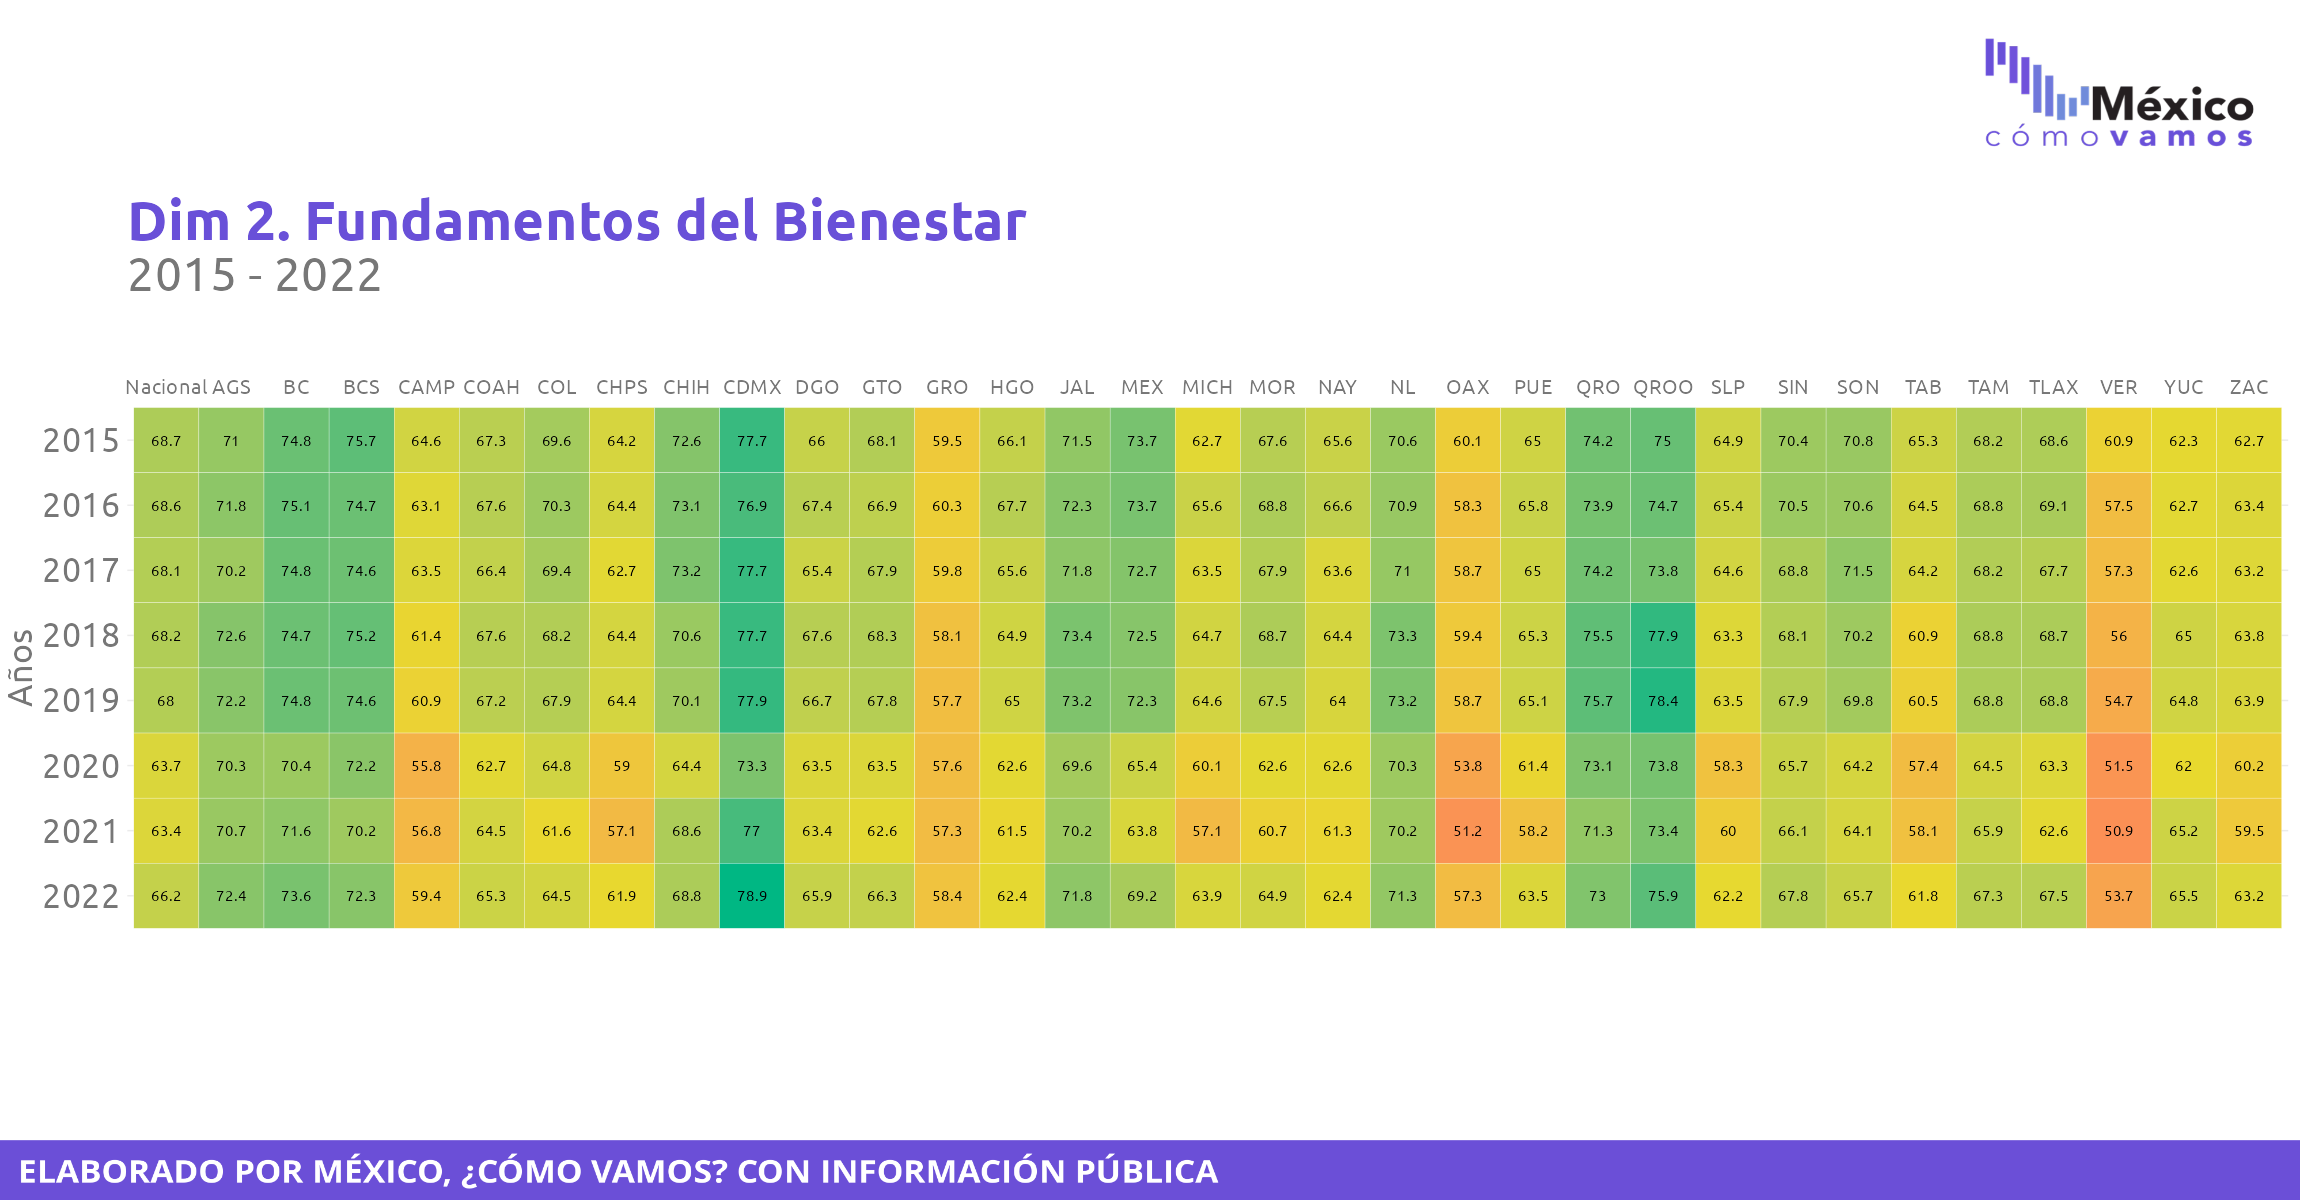 México
cómovamos
Dim 2. Fundamentos del Bienestar
2015 - 2022
Nacional AGS BC BCS CAMP COAH COL CHPS CHIH CDMX DGO GTO GRO HGO JAL MEX MICH MOR NAY NL OAX PUE QRO QROO SLP SIN SON TAB TAM TLAX VER YUC ZAC
2015 68.7 71 74.8 75.7 64.6 67.3 69.6 64.2 72.6 77.7 66 68.1 59.5 66.1 71.5 73.7 62.7 67.6 65.6 70.6 60.1 65 74.2 75 64.9 70.4 70.8 65.3 68.2 68.6 60.9 62.3 62.7
2016 68.6 71.8 75.1 74.7 63.1 67.6 70.3 64.4 73.1 76.9 67.4 66.9 60.3 67.7 72.3 73.7 65.6 68.8 66.6 70.9 58.3 65.8 73.9 74.7 65.4 70.5 70.6 64.5 68.8 69.1 57.5 62.7 63.4
2017 68.1 70.2 74.8 74.6 63.5 66.4 69.4 62.7 73.2 77.7 65.4 67.9 59.8 65.6 71.8 72.7 63.5 67.9 63.6 71 58.7 65 74.2 73.8 64.6 68.8 71.5 64.2 68.2 67.7 57.3 62.6 63.2
2018 68.2 72.6 74.7 75.2 61.4 67.6 68.2 64.4 70.6 77.7 67.6 68.3 58.1 64.9 73.4 72.5 64.7 68.7 64.4 73.3 59.4 65.3 75.5 77.9 63.3 68.1 70.2 60.9 68.8 68.7 56 65 63.8
2019 68 72.2 74.8 74.6 60.9 67.2 67.9 64.4 70.1 77.9 66.7 67.8 57.7 65 73.2 72.3 64.6 67.5 64 73.2 58.7 65.1 75.7 78.4 63.5 67.9 69.8 60.5 68.8 68.8 54.7 64.8 63.9
2020 63.7 70.3 70.4 72.2 55.8 62.7 64.8 59 64.4 73.3 63.5 63.5 57.6 62.6 69.6 65.4 60.1 62.6 62.6 70.3 53.8 61.4 73.1 73.8 58.3 65.7 64.2 57.4 64.5 63.3 51.5 62 60.2
2021 63.4 70.7 71.6 70.2 56.8 64.5 61.6 57.1 68.6 77 63.4 62.6 57.3 61.5 70.2 63.8 57.1 60.7 61.3 70.2 51.2 58.2 71.3 73.4 60 66.1 64.1 58.1 65.9 62.6 50.9 65.2 59.5
2022 66.2 72.4 73.6 72.3 59.4 65.3 64.5 61.9 68.8 78.9 65.9 66.3 58.4 62.4 71.8 69.2 63.9 64.9 62.4 71.3 57.3 63.5 73 75.9 62.2 67.8 65.7 61.8 67.3 67.5 53.7 65.5 63.2
Años
ELABORADO POR MÉXICO, ¿CÓMO VAMOS? CON INFORMACIÓN PÚBLICA